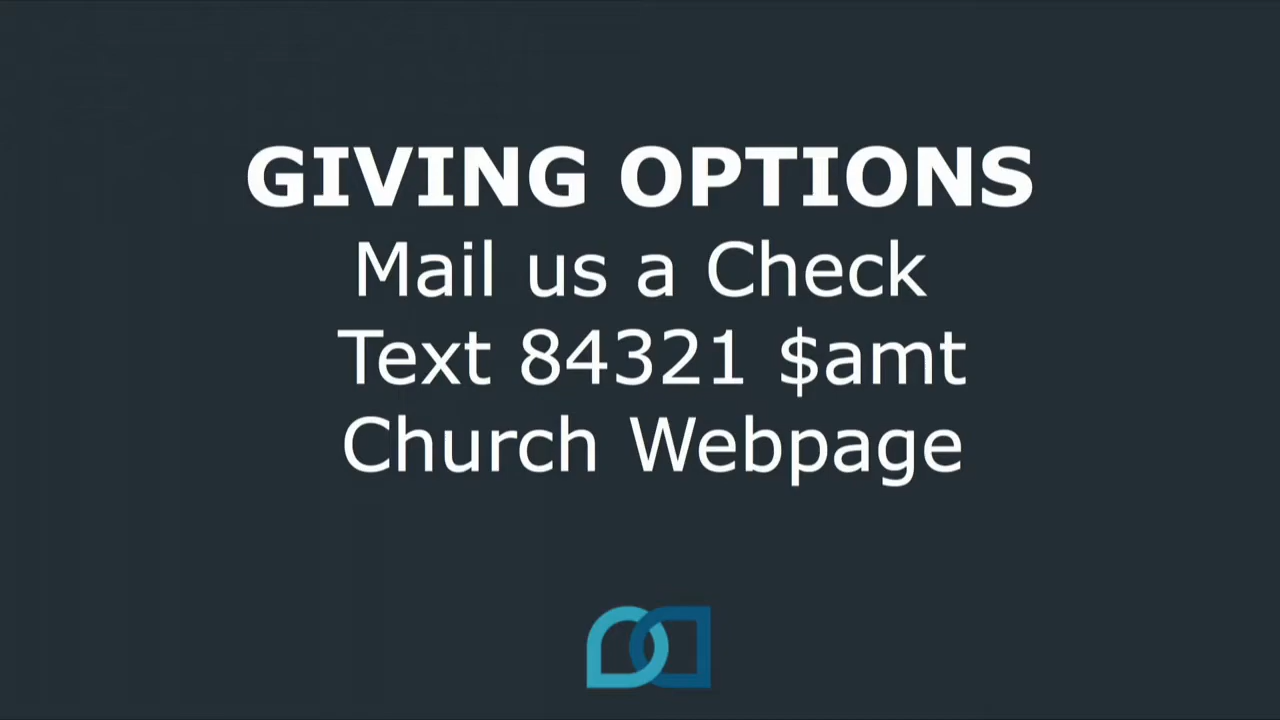 GIVING OPTIONS
Mail us a Check
Text 84321 $amt
Church Webpage